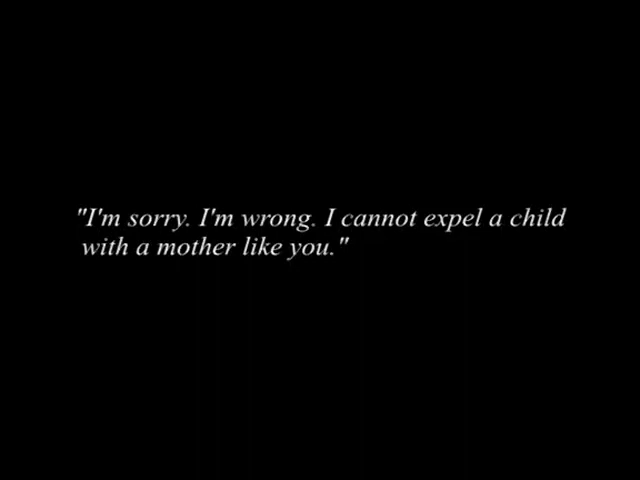 "I'm sorry. I'm wrong. I cannot expel a child
with a mother like you."